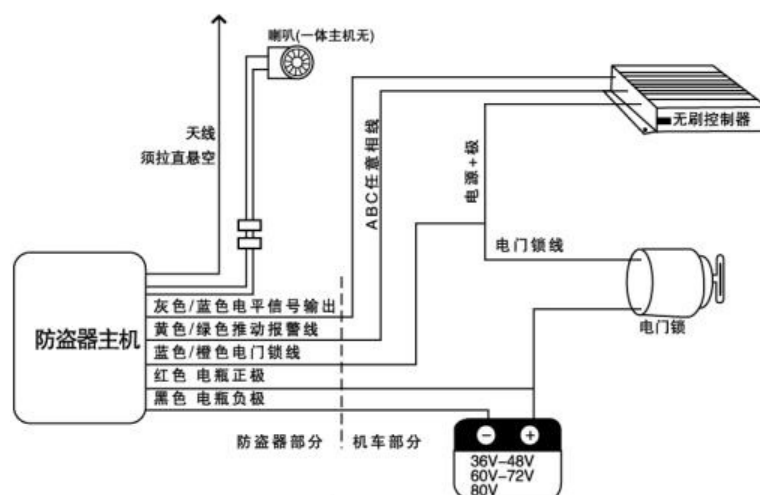 喇叭(一体主机无)
天线
须拉直悬空
ABC任意相线
电源+极
无刷控制器
电门锁线
电门锁
防盗器主机
灰色/蓝色电平信号输出
黄色/绿色推动报警线
蓝色/橙色电门锁线
红色 电瓶正极
黑色 电瓶负极
防盗器部分
机车部分
− +
36V–48V
60V–72V
80V